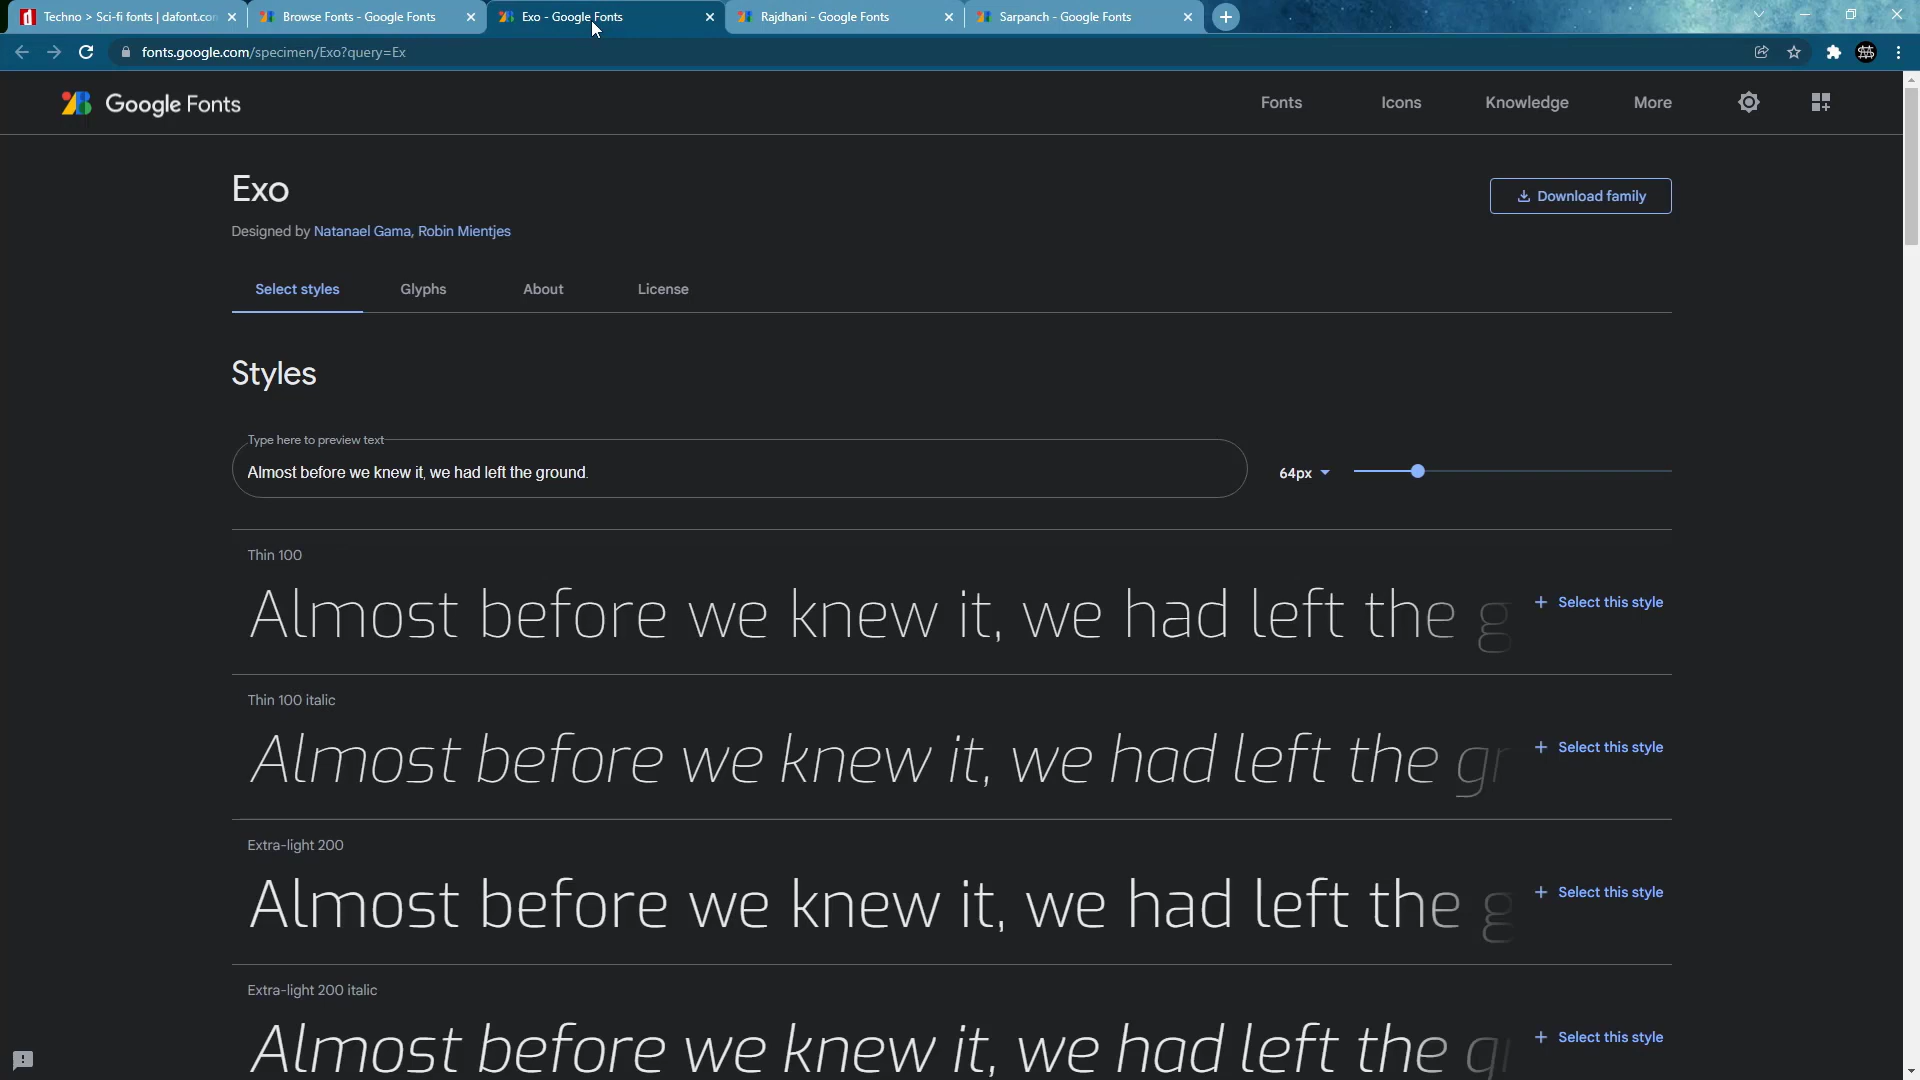 Techno > Sci-fi fonts | dafont.com
Browse Fonts - Google Fonts
Exo - Google Fonts
Rajdhani - Google Fonts
Sarpanch - Google Fonts
fonts.google.com/specimen/Exo?query=Ex
Google Fonts
Fonts
Icons
Knowledge
More
Exo
Download family
Designed by Natanael Gama, Robin Mientjes
Select styles
Glyphs
About
License
Styles
Type here to preview text
Almost before we knew it, we had left the ground.
64px
Thin 100
Almost before we knew it, we had left the g
Select this style
Thin 100 italic
Almost before we knew it, we had left the gr
Select this style
Extra-light 200
Almost before we knew it, we had left the g
Select this style
Extra-light 200 italic
Almost before we knew it, we had left the gr
Select this style